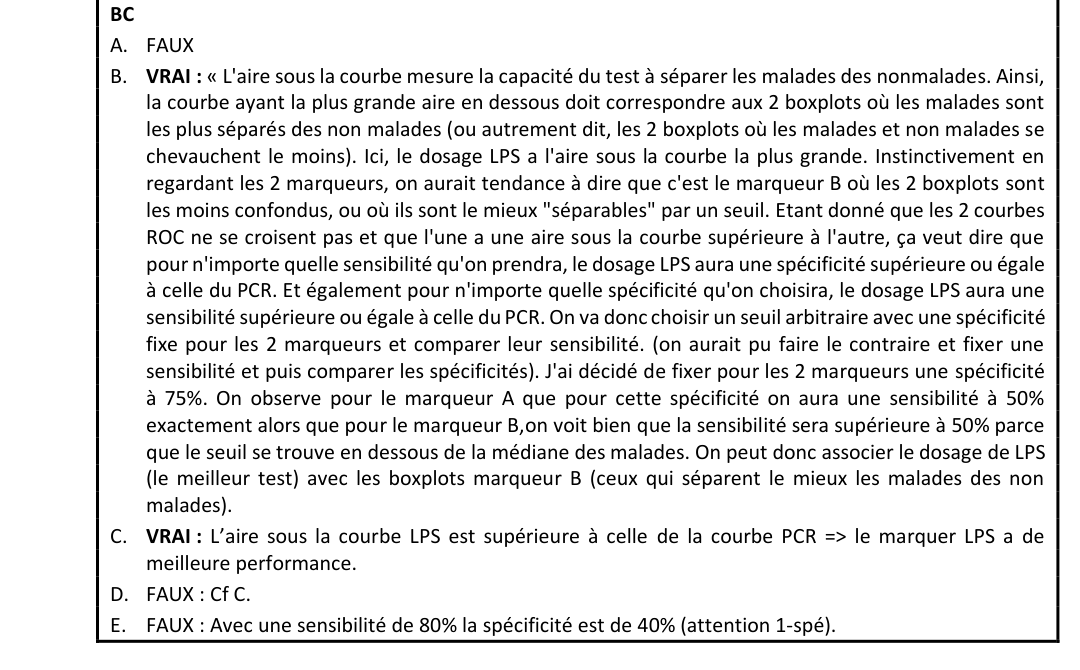 BC
A. FAUX
B. VRAI : « L'aire sous la courbe mesure la capacité du test à séparer les malades des nonmalades. Ainsi,
la courbe ayant la plus grande aire en dessous doit correspondre aux 2 boxplots où les malades sont
les plus séparés des non malades (ou autrement dit, les 2 boxplots où les malades et non malades se
chevauchent le moins). Ici, le dosage LPS a l'aire sous la courbe la plus grande. Instinctivement en
regardant les 2 marqueurs, on aurait tendance à dire que c'est le marqueur B où les 2 boxplots sont
les moins confondus, ou où ils sont le mieux "séparables" par un seuil. Etant donné que les 2 courbes
ROC ne se croisent pas et que l'une a une aire sous la courbe supérieure à l'autre, ça veut dire que
pour n'importe quelle sensibilité qu'on prendra, le dosage LPS aura une spécificité supérieure ou égale
à celle du PCR. Et également pour n'importe quelle spécificité qu'on choisira, le dosage LPS aura une
sensibilité supérieure ou égale à celle du PCR. On va donc choisir un seuil arbitraire avec une spécificité
fixe pour les 2 marqueurs et comparer leur sensibilité. (on aurait pu faire le contraire et fixer une
sensibilité et puis comparer les spécificités). J'ai décidé de fixer pour les 2 marqueurs une spécificité
à 75%. On observe pour le marqueur A que pour cette spécificité on aura une sensibilité à 50%
exactement alors que pour le marqueur B,on voit bien que la sensibilité sera supérieure à 50% parce
que le seuil se trouve en dessous de la médiane des malades. On peut donc associer le dosage de LPS
(le meilleur test) avec les boxplots marqueur B (ceux qui séparent le mieux les malades des non
malades).
C. VRAI : L’aire sous la courbe LPS est supérieure à celle de la courbe PCR => le marquer LPS a de
meilleure performance.
D. FAUX : Cf C.
E. FAUX : Avec une sensibilité de 80% la spécificité est de 40% (attention 1-spé).